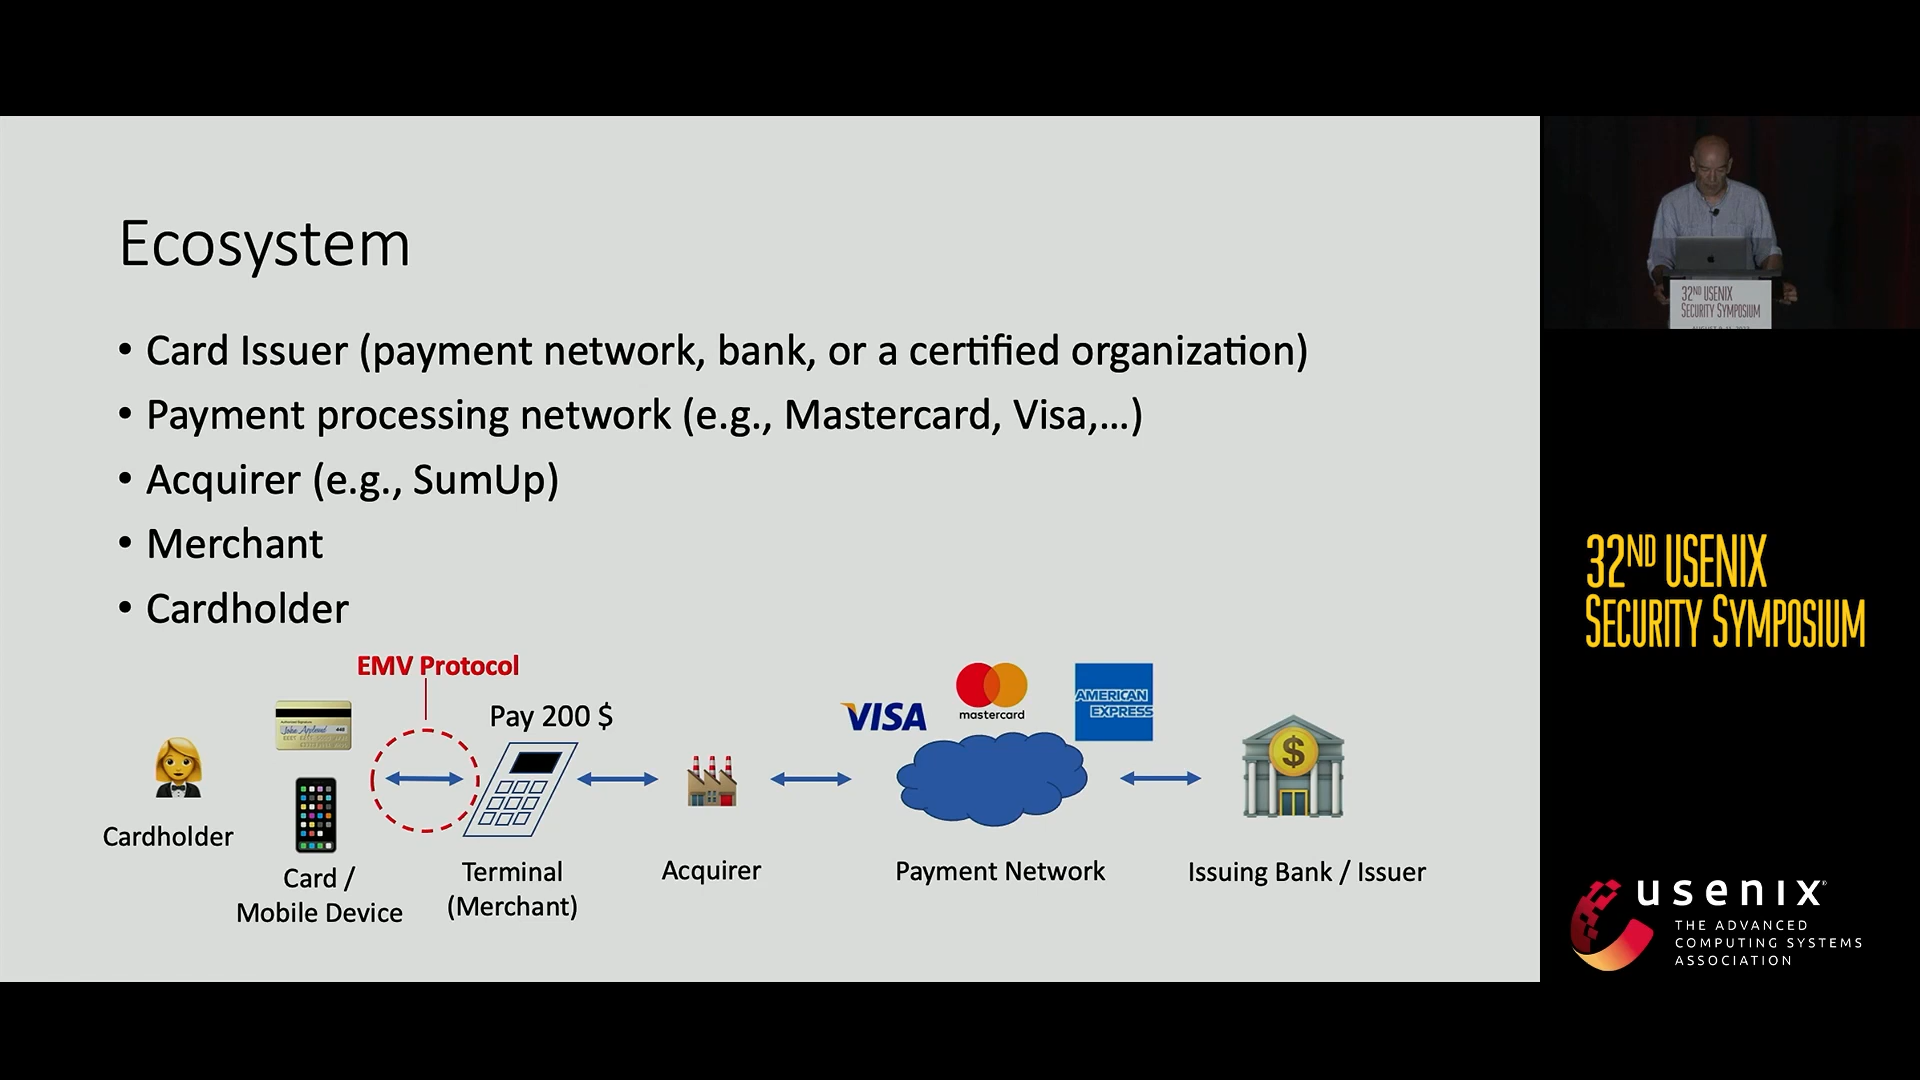 Ecosystem
• Card Issuer (payment network, bank, or a certified organization)
• Payment processing network (e.g., Mastercard, Visa,...)
• Acquirer (e.g., SumUp)
• Merchant
• Cardholder
EMV Protocol
Pay 200 $
VISA
mastercard
AMERICAN
EXPRESS
Cardholder
Card /
Mobile Device
Terminal
(Merchant)
Acquirer
Payment Network
Issuing Bank / Issuer
32ND USENIX
SECURITY SYMPOSIUM
32ND USENIX
SECURITY SYMPOSIUM
usenix
THE ADVANCED
COMPUTING SYSTEMS
ASSOCIATION